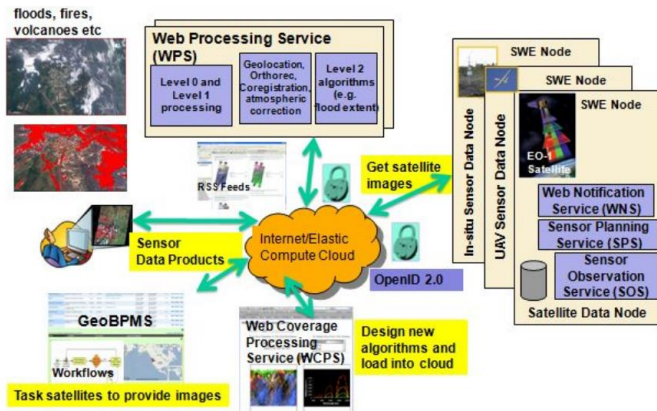 floods, fires,
volcanoes etc
Web Processing Service
(WPS)
Level 0 and
Level 1
processing
Geolocation,
Orthorec,
Coregistration,
atmospheric
correction
Level 2
algorithms
(e.g.
flood extent)
SWE Node
SWE Node
SWE Node
In-situ Sensor Data Node
UAV Sensor Data Node
EO-1
Satellite
Web Notification
Service (WNS)
Sensor Planning
Service (SPS)
Sensor
Observation
Service (SOS)
Satellite Data Node
RSS Feeds
Get satellite
images
Sensor
Data Products
Internet/Elastic
Compute Cloud
OpenID 2.0
GeoBPMS
Workflows
Task satellites to provide images
Web Coverage
Processing
Service (WCPS)
Design new
algorithms and
load into cloud